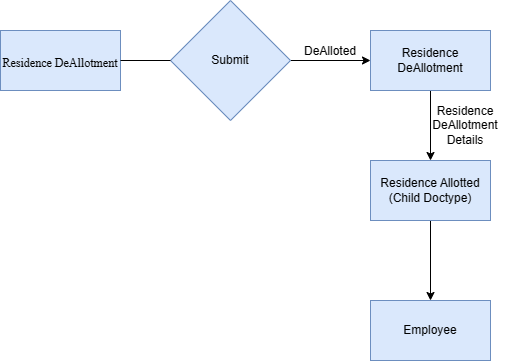 Residence DeAllotment
Submit
DeAlloted
Residence
DeAllotment
Residence
DeAllotment
Details
Residence Allotted
(Child Doctype)
Employee